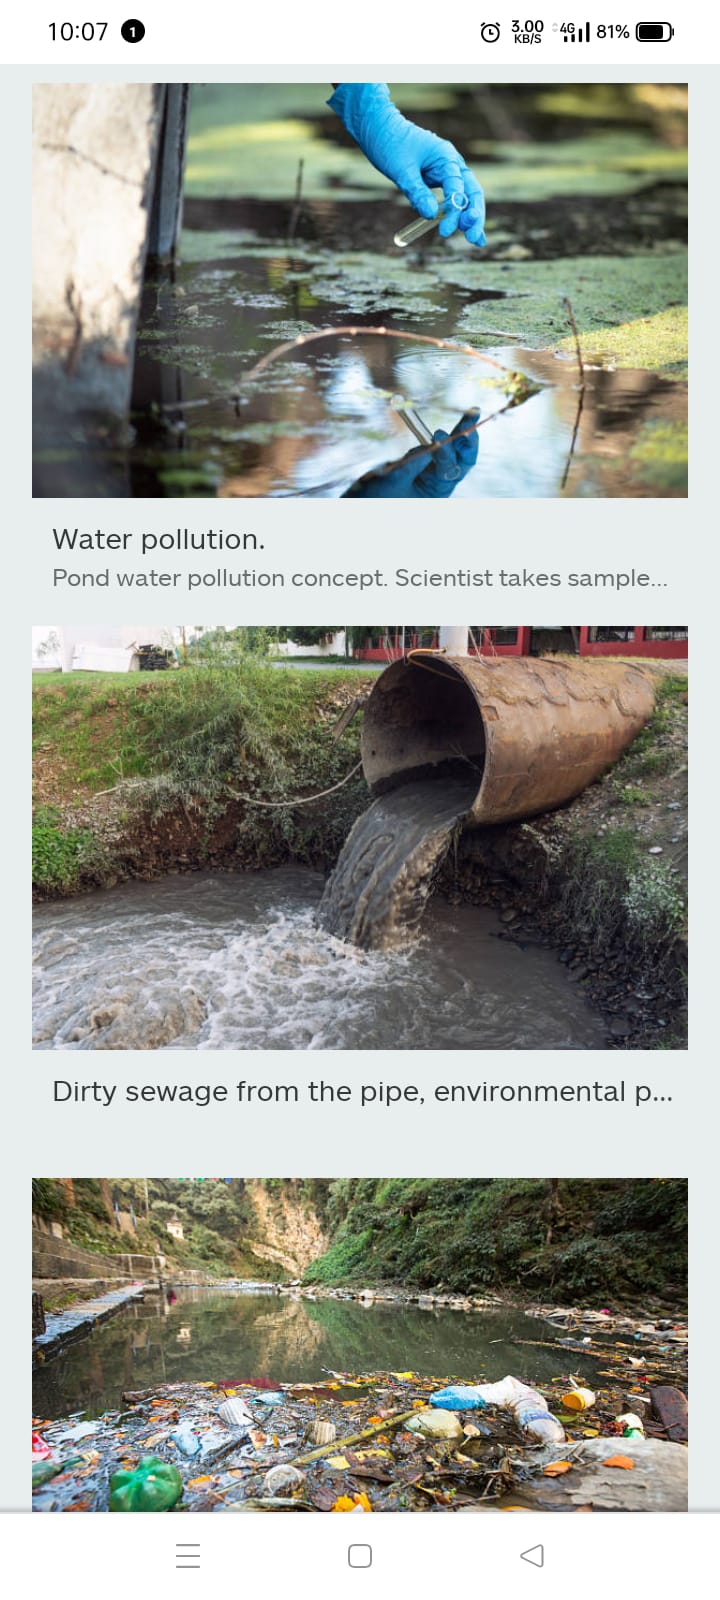 10:07 1 3.00 KB/S 4G 81%
Water pollution.
Pond water pollution concept. Scientist takes sample...
Dirty sewage from the pipe, environmental p...